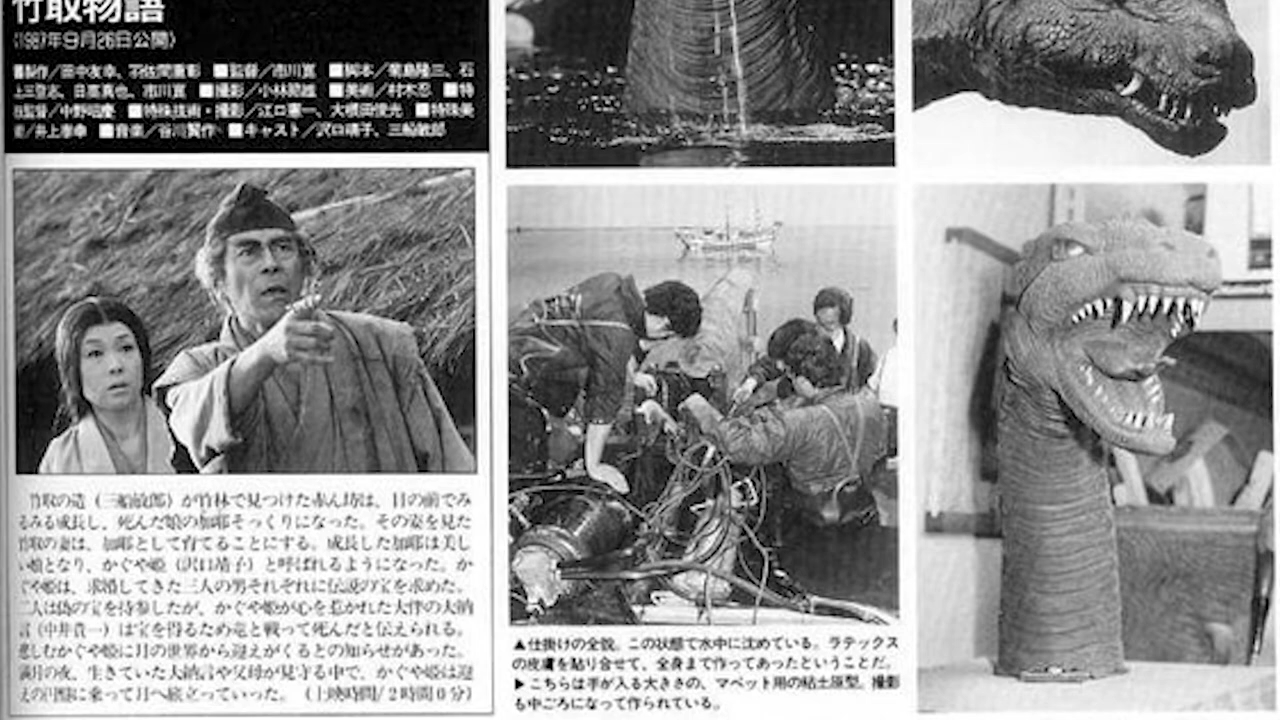 竹取物語
(1987年9月26日公開)
■製作/田中友幸、羽佐間重彰 ■監督/市川崑 ■脚本/菊島隆三、石
上三登志、日高真也、市川崑 ■撮影/小林節雄 ■美術/村木忍 ■特
技監督/中野昭慶 ■特殊技術・撮影/江口憲一、大根田俊光 ■特殊美
術/井上泰幸 ■音楽/谷川賢作 ■キャスト/沢口靖子、三船敏郎
竹取の造(三船敏郎)が竹林で見つけた赤ん坊は、目の前でみ
るみる成長し、死んだ娘の加耶そっくりになった。その姿を見た
竹取の妻は、加耶として育てることにする。成長した加耶は美し
い娘となり、かぐや姫(沢口靖子)と呼ばれるようになった。か
ぐや姫は、求婚してきた三人の男それぞれに伝説の宝を求めた。
二人は偽の宝を持参したが、かぐや姫が心を惹かれた大伴の大納
言(中井貴一)は宝を得るため竜と戦って死んだと伝えられる。
悲しむかぐや姫に月の世界から迎えがくるとの知らせがあった。
満月の夜、生きていた大納言や父母が見守る中で、かぐや姫は迎
えの円盤に乗って月へ旅立っていった。(上映時間/2時間0分)
▲仕掛けの全貌。この状態で水中に沈めている。ラテックス
の皮膚を貼り合せて、全身まで作ってあったということだ。
▶こちらは手が入る大きさの、マペット用の粘土原型。撮影
も中ごろになって作られている。